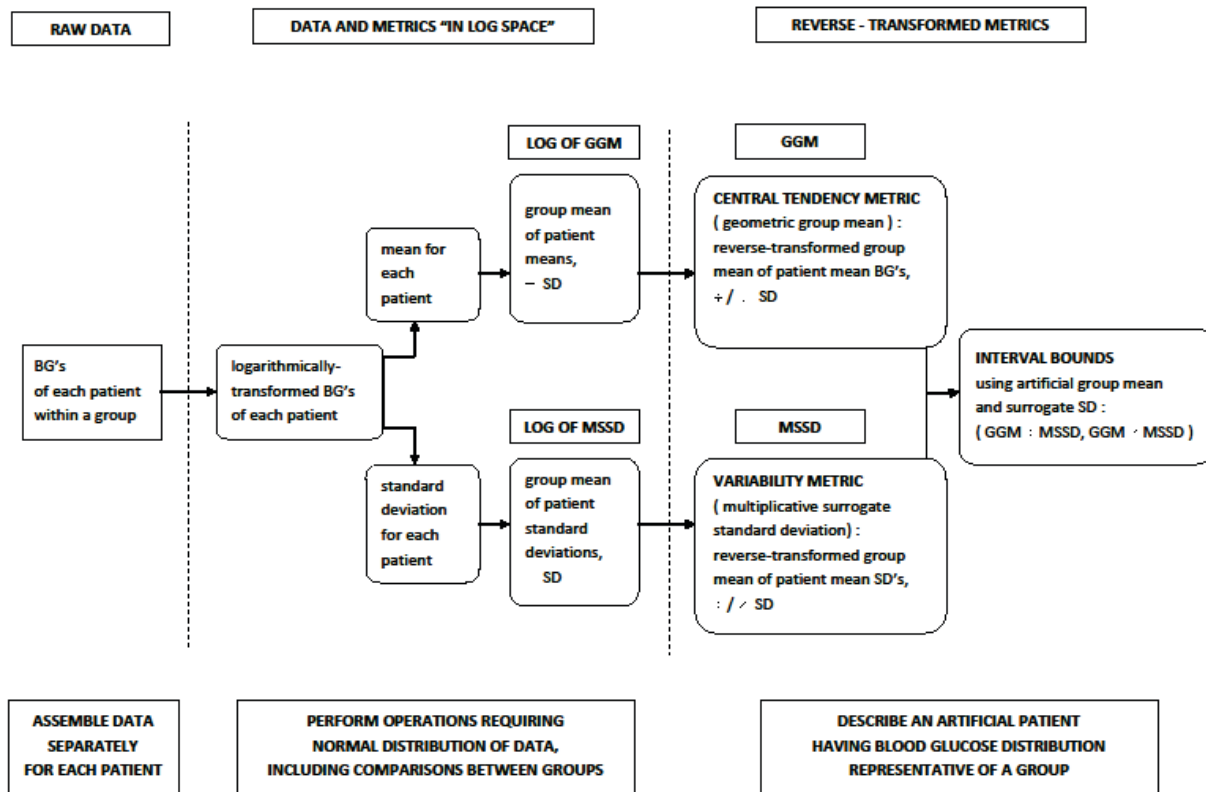 RAW DATA
DATA AND METRICS “IN LOG SPACE”
REVERSE - TRANSFORMED METRICS
LOG OF GGM
GGM
group mean
of patient
means,
– SD
CENTRAL TENDENCY METRIC
( geometric group mean ) :
reverse-transformed group
mean of patient mean BG’s,
÷ / . SD
mean for
each
patient
BG’s
of each patient
within a group
logarithmically-
transformed BG’s
of each patient
INTERVAL BOUNDS
using artificial group mean
and surrogate SD :
( GGM : MSSD, GGM ∕ MSSD )
LOG OF MSSD
MSSD
standard
deviation
for each
patient
group mean
of patient
standard
deviations,
SD
VARIABILITY METRIC
( multiplicative surrogate
standard deviation) :
reverse-transformed group
mean of patient mean SD’s,
: / ∕ SD
ASSEMBLE DATA
SEPARATELY
FOR EACH PATIENT
PERFORM OPERATIONS REQUIRING
NORMAL DISTRIBUTION OF DATA,
INCLUDING COMPARISONS BETWEEN GROUPS
DESCRIBE AN ARTIFICIAL PATIENT
HAVING BLOOD GLUCOSE DISTRIBUTION
REPRESENTATIVE OF A GROUP